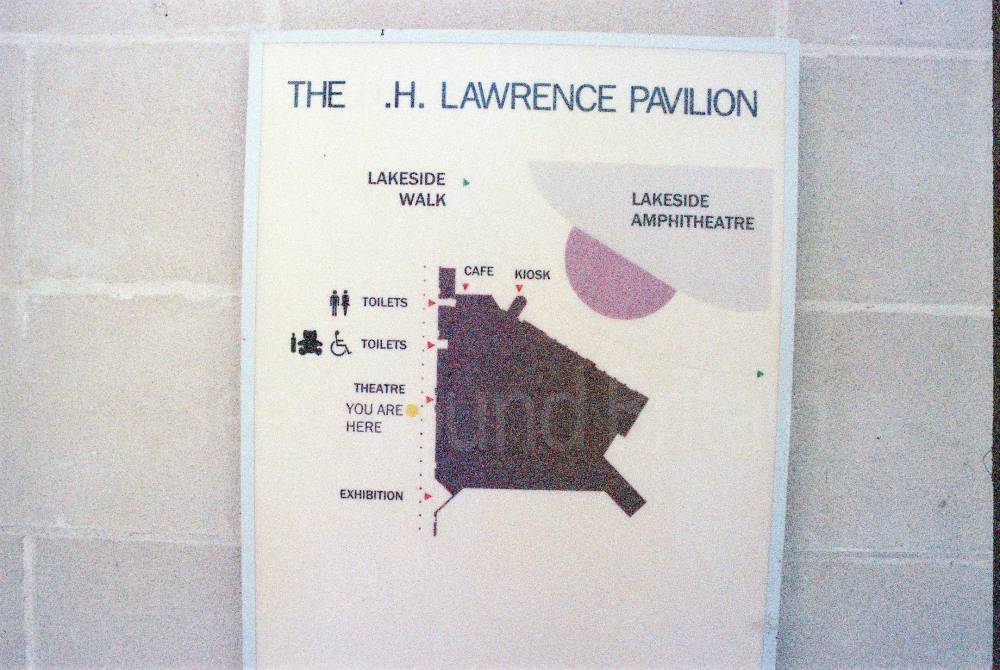 THE .H. LAWRENCE PAVILION
LAKESIDE
WALK
LAKESIDE
AMPHITHEATRE
CAFE
KIOSK
TOILETS
TOILETS
THEATRE
YOU ARE
HERE
EXHIBITION